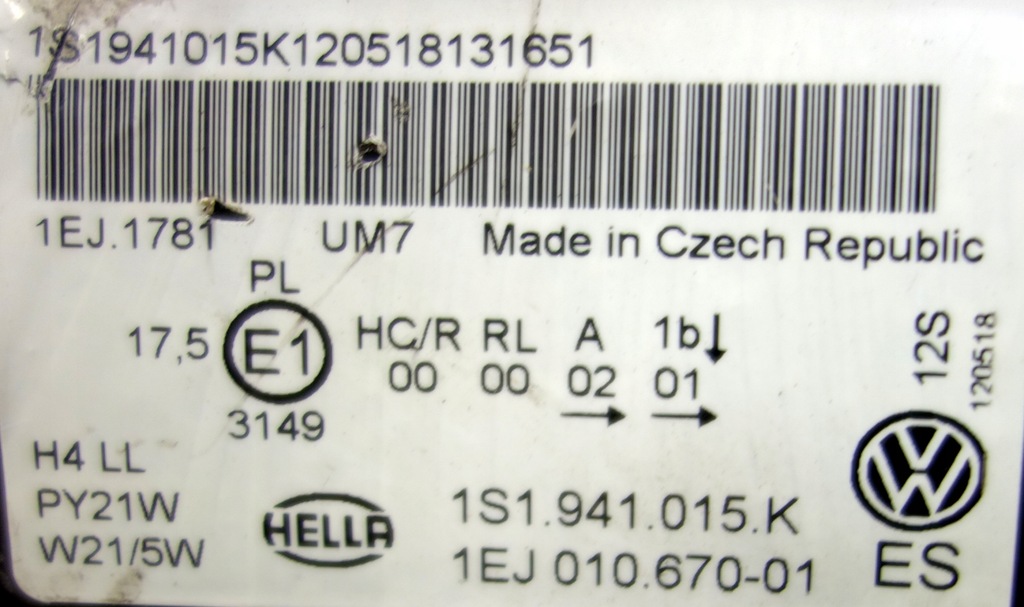 1S1941015K120518131651
1EJ.1781 UM7 Made in Czech Republic
PL
17,5 E1 HC/R RL A 1b↓
00 00 02 01
→ →
3149
12S
120518
H4 LL
PY21W
W21/5W
HELLA
1S1.941.015.K
1EJ 010.670-01
VW
ES